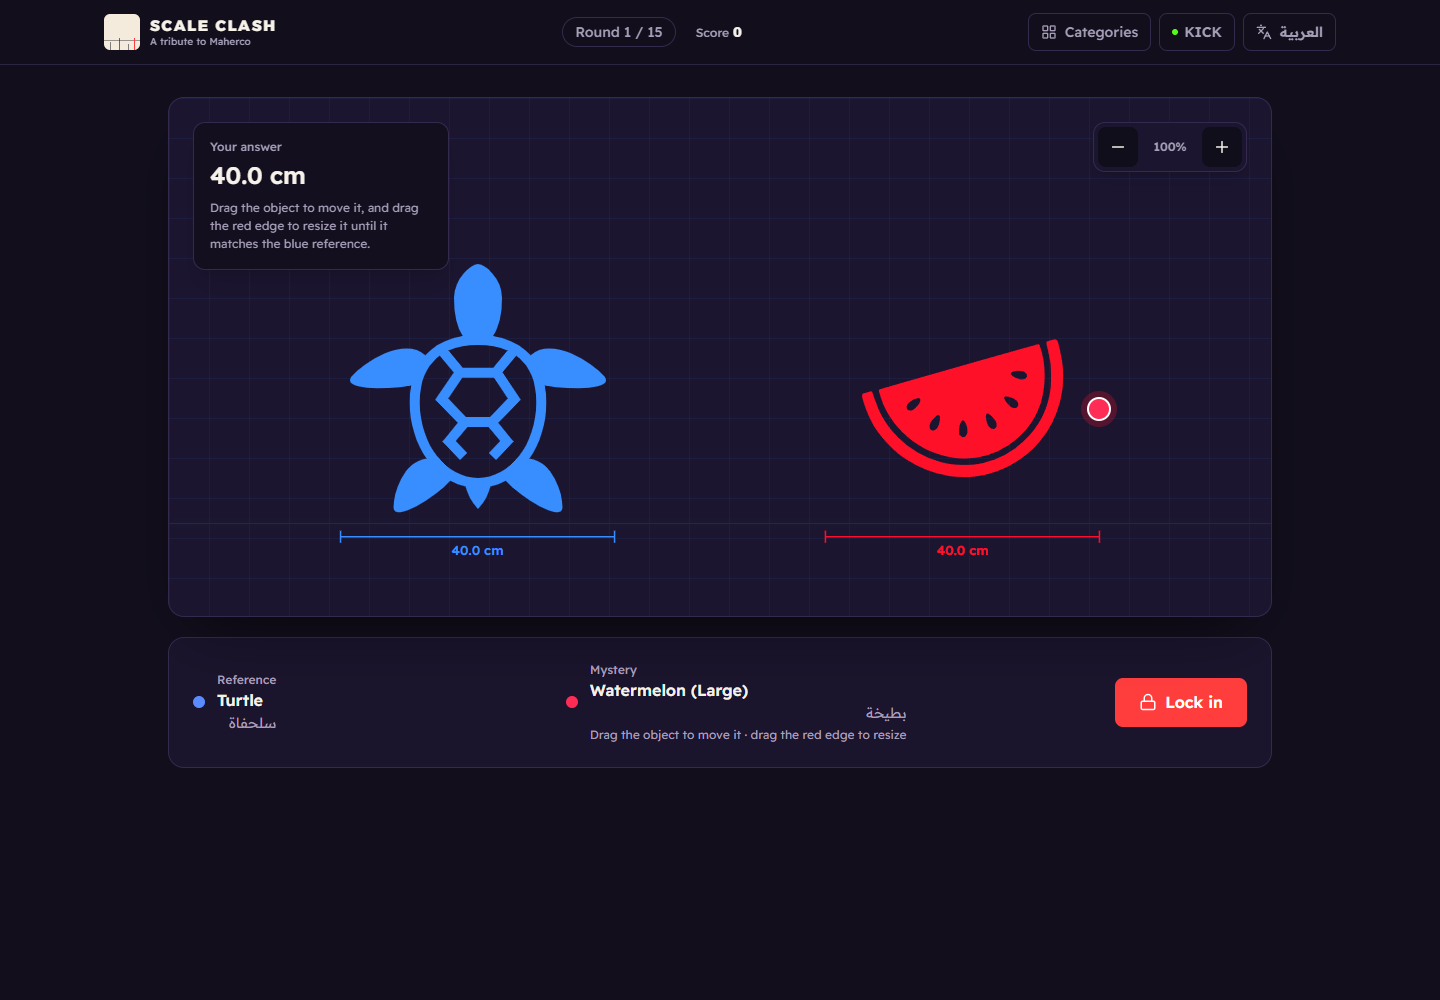 SCALE CLASH
A tribute to Maherco
Round 1 / 15
Score 0
Categories
KICK
العربية
Your answer
40.0 cm
Drag the object to move it, and drag
the red edge to resize it until it
matches the blue reference.
100%
40.0 cm
40.0 cm
Reference
Turtle
سلحفاة
Mystery
Watermelon (Large)
بطيخة
Drag the object to move it · drag the red edge to resize
Lock in